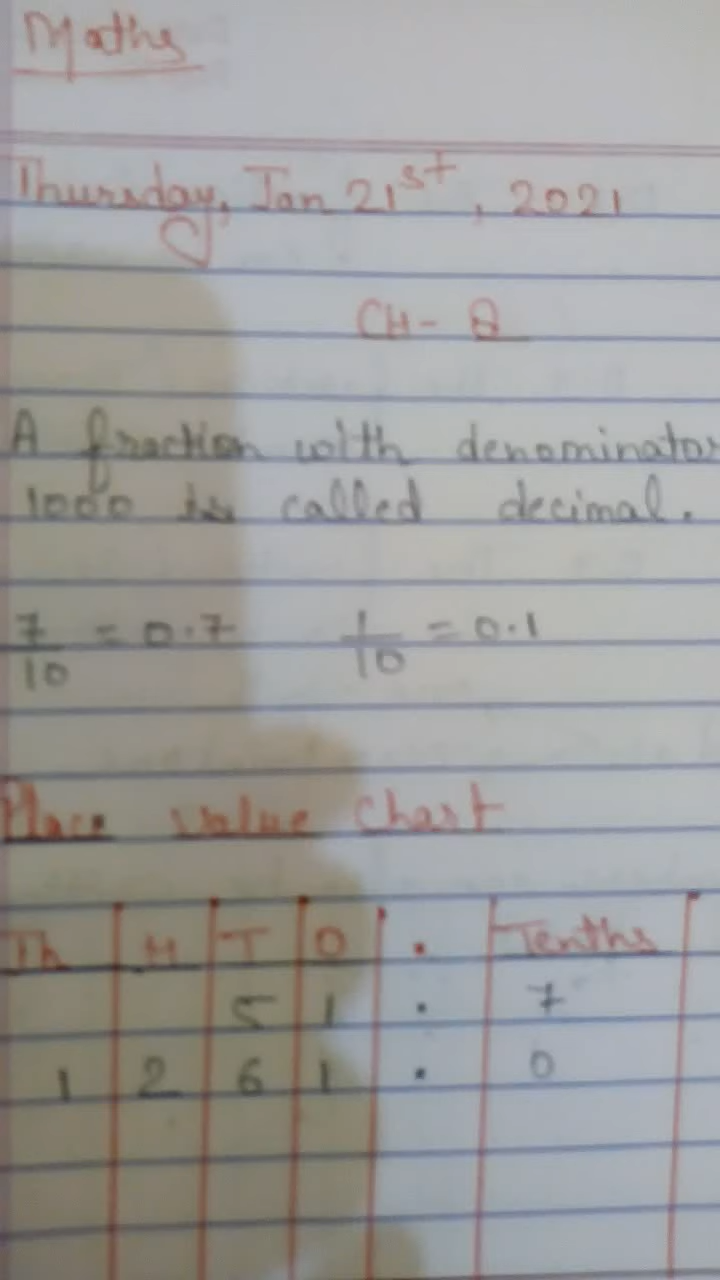 Maths
Thursday, Jan 21st, 2021
CH-
A fraction with denominator
1000 is called decimal.
7/10 = 0.7 1/10 = 0.1
Place value chart
Th H T O . Tenths
5 1 . 7
1 2 6 1 . 0